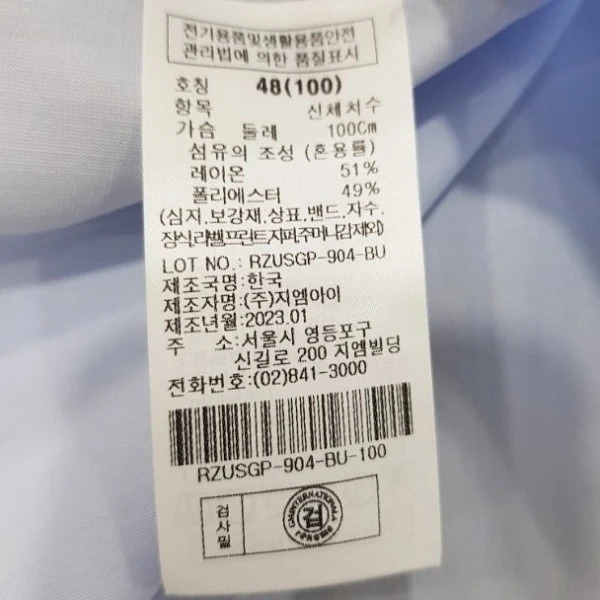 전기용품및생활용품안전
관리법에 의한 품질표시
호칭 48(100)
항목 신체치수
가슴 둘레 100Cm
섬유의 조성 (혼용률)
레이온 51%
폴리에스터 49%
(심지.보강재.상표.밴드.자수.
장식,라벨,프린트,지퍼,주머니감제외)
LOT NO.: RZUSGP-904-BU
제조국명:한국
제조자명:(주)지엠아이
제조년월:2023.01
주 소:서울시 영등포구
신길로 200 지엠빌딩
전화번호:(02)841-3000
RZUSGP-904-BU-100
검사필
검